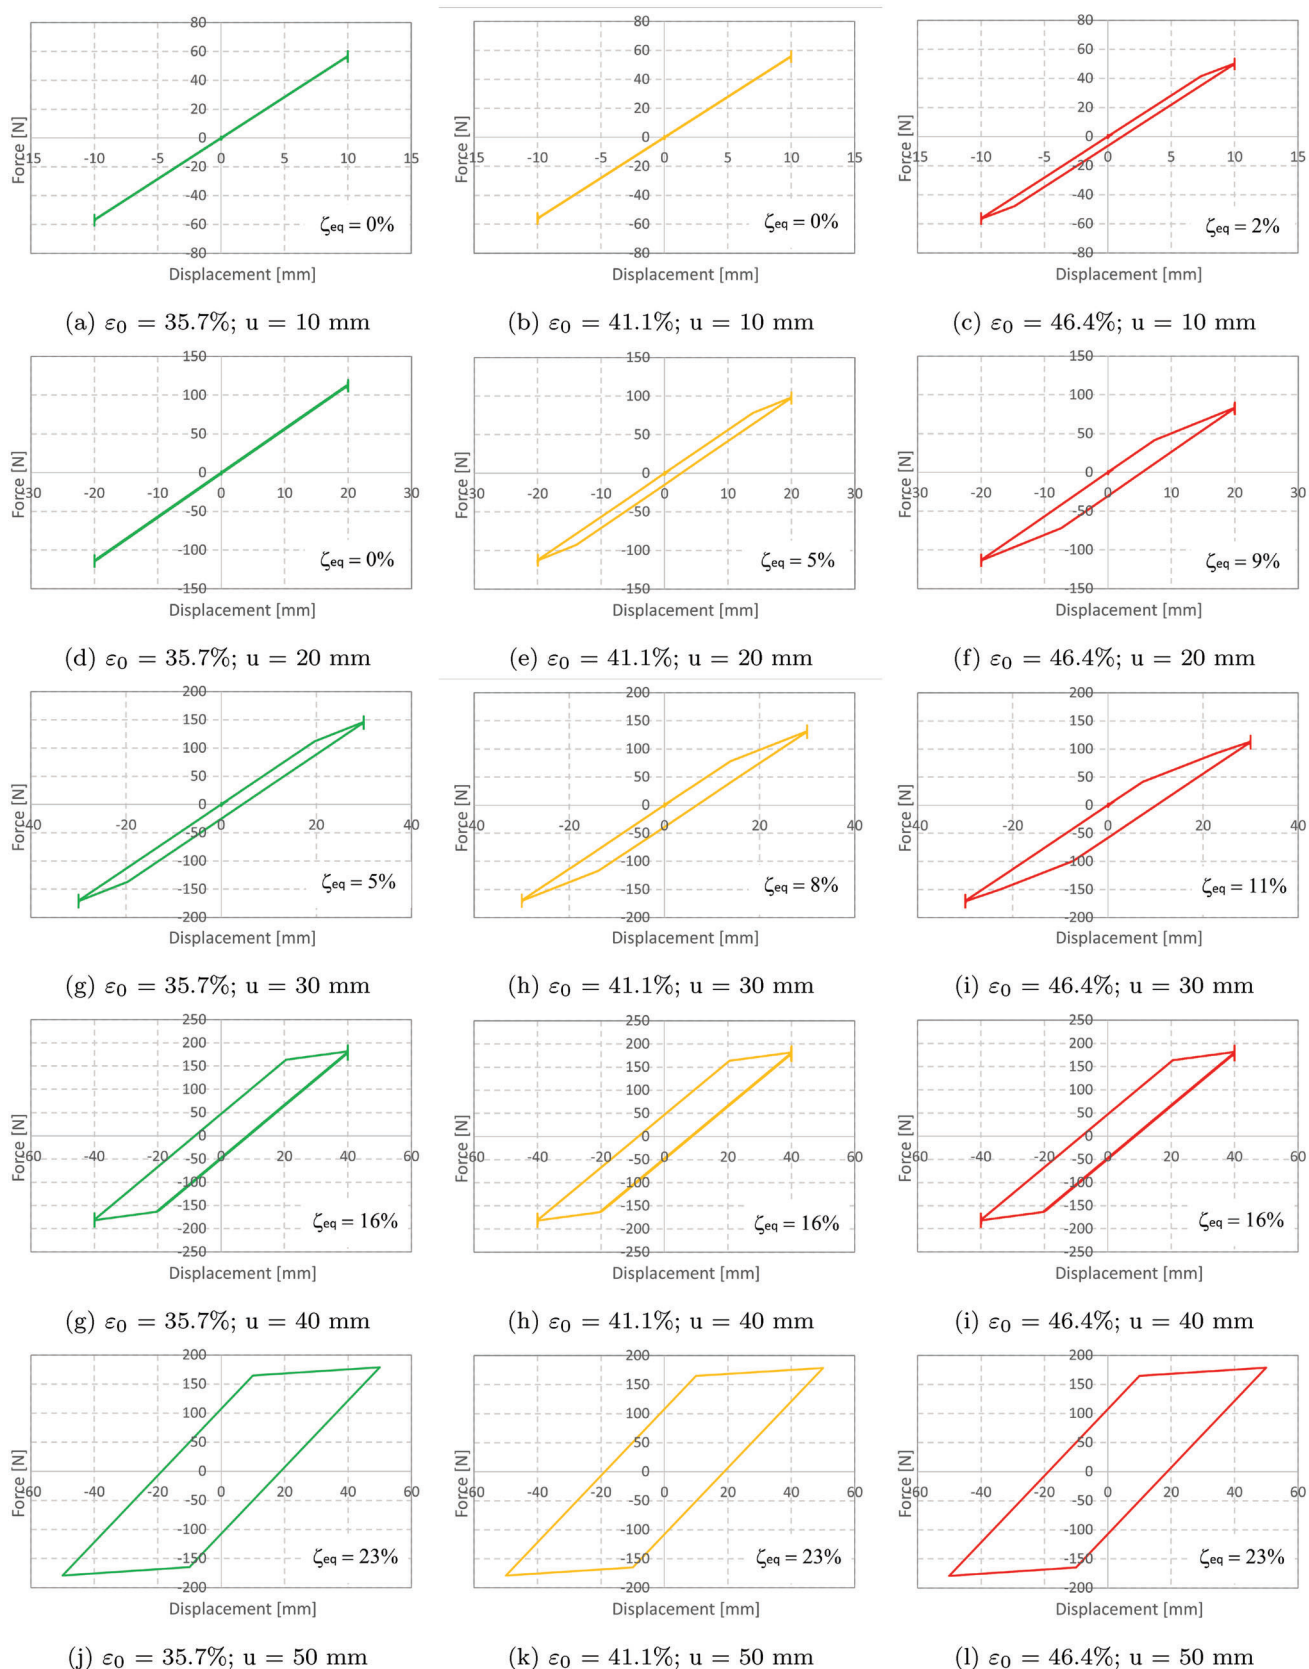 80
60
40
20
0
15 -10 -5 0 5 10 15
-20
-40
-60
-80
Force [N]
ζeq = 0%
Displacement [mm]
(a) ε0 = 35.7%; u = 10 mm
80
60
40
20
0
15 -10 -5 0 5 10 15
-20
-40
-60
-80
Force [N]
ζeq = 0%
Displacement [mm]
(b) ε0 = 41.1%; u = 10 mm
80
60
40
20
0
15 -10 -5 0 5 10 15
-20
-40
-60
-80
Force [N]
ζeq = 2%
Displacement [mm]
(c) ε0 = 46.4%; u = 10 mm
150
100
50
0
30 -20 -10 0 10 20 30
-50
-100
-150
Force [N]
ζeq = 0%
Displacement [mm]
(d) ε0 = 35.7%; u = 20 mm
150
100
50
0
30 -20 -10 0 10 20 30
-50
-100
-150
Force [N]
ζeq = 5%
Displacement [mm]
(e) ε0 = 41.1%; u = 20 mm
150
100
50
0
30 -20 -10 0 10 20 30
-50
-100
-150
Force [N]
ζeq = 9%
Displacement [mm]
(f) ε0 = 46.4%; u = 20 mm
200
150
100
50
0
40 -20 0 20 40
-50
-100
-150
-200
Force [N]
ζeq = 5%
Displacement [mm]
(g) ε0 = 35.7%; u = 30 mm
200
150
100
50
0
40 -20 0 20 40
-50
-100
-150
-200
Force [N]
ζeq = 8%
Displacement [mm]
(h) ε0 = 41.1%; u = 30 mm
200
150
100
50
0
40 -20 0 20 40
-50
-100
-150
-200
Force [N]
ζeq = 11%
Displacement [mm]
(i) ε0 = 46.4%; u = 30 mm
250
200
150
100
50
0
60 -40 -20 0 20 40 60
-50
-100
-150
-200
-250
Force [N]
ζeq = 16%
Displacement [mm]
(g) ε0 = 35.7%; u = 40 mm
250
200
150
100
50
0
60 -40 -20 0 20 40 60
-50
-100
-150
-200
-250
Force [N]
ζeq = 16%
Displacement [mm]
(h) ε0 = 41.1%; u = 40 mm
250
200
150
100
50
0
60 -40 -20 0 20 40 60
-50
-100
-150
-200
-250
Force [N]
ζeq = 16%
Displacement [mm]
(i) ε0 = 46.4%; u = 40 mm
200
150
100
50
0
60 -40 -20 0 20 40 60
-50
-100
-150
-200
Force [N]
ζeq = 23%
Displacement [mm]
(j) ε0 = 35.7%; u = 50 mm
200
150
100
50
0
60 -40 -20 0 20 40 60
-50
-100
-150
-200
Force [N]
ζeq = 23%
Displacement [mm]
(k) ε0 = 41.1%; u = 50 mm
200
150
100
50
0
60 -40 -20 0 20 40 60
-50
-100
-150
-200
Force [N]
ζeq = 23%
Displacement [mm]
(l) ε0 = 46.4%; u = 50 mm